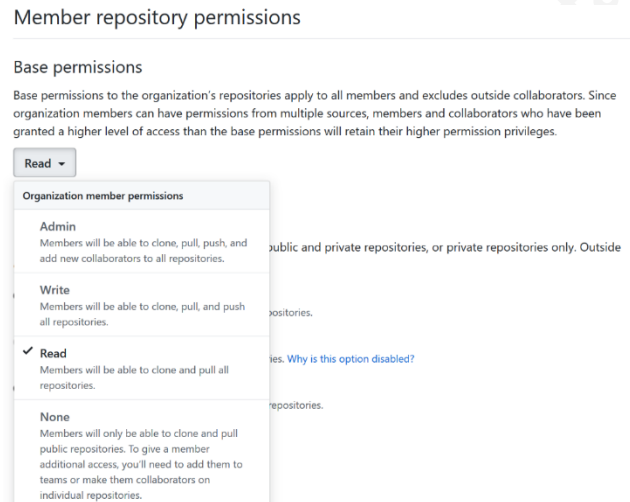 Member repository permissions
Base permissions
Base permissions to the organization's repositories apply to all members and excludes outside collaborators. Since
organization members can have permissions from multiple sources, members and collaborators who have been
granted a higher level of access than the base permissions will retain their higher permission privileges.
Read
Organization member permissions
Admin
Members will be able to clone, pull, push, and
add new collaborators to all repositories.
public and private repositories, or private repositories only. Outside
Write
Members will be able to clone, pull, and push
all repositories.
positories.
Read
Members will be able to clone and pull all
repositories.
ies. Why is this option disabled?
None
Members will only be able to clone and pull
public repositories. To give a member
additional access, you'll need to add them to
teams or make them collaborators on
individual repositories.
repositories.